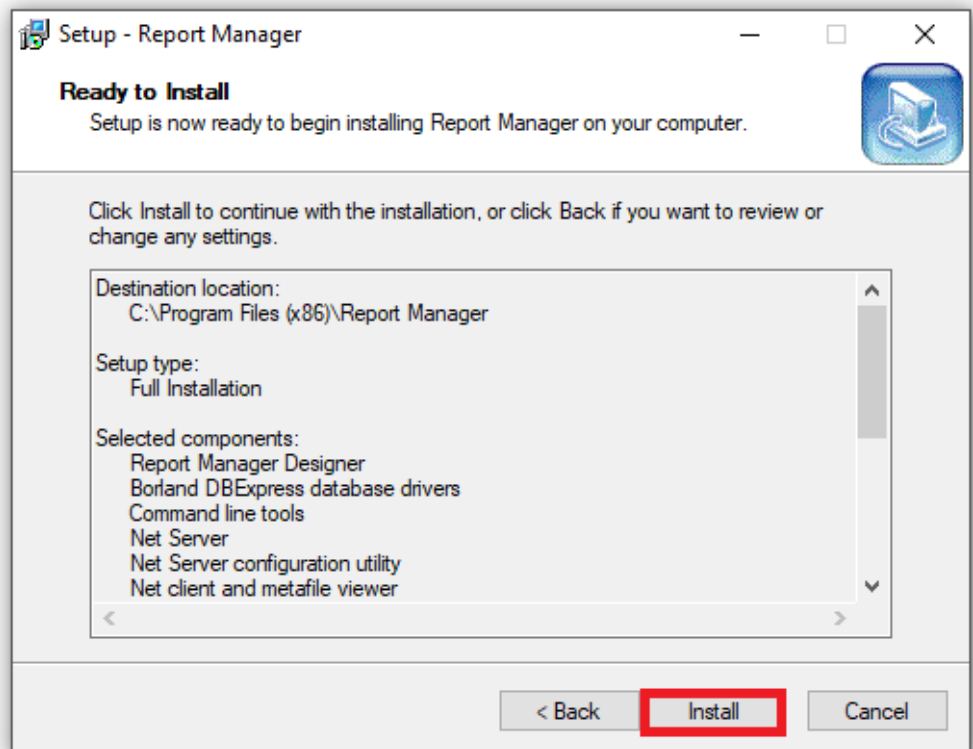 Setup - Report Manager
Ready to Install
Setup is now ready to begin installing Report Manager on your computer.
Click Install to continue with the installation, or click Back if you want to review or
change any settings.
Destination location:
C:\Program Files (x86)\Report Manager
Setup type:
Full Installation
Selected components:
Report Manager Designer
Borland DBExpress database drivers
Command line tools
Net Server
Net Server configuration utility
Net client and metafile viewer
< Back
Install
Cancel